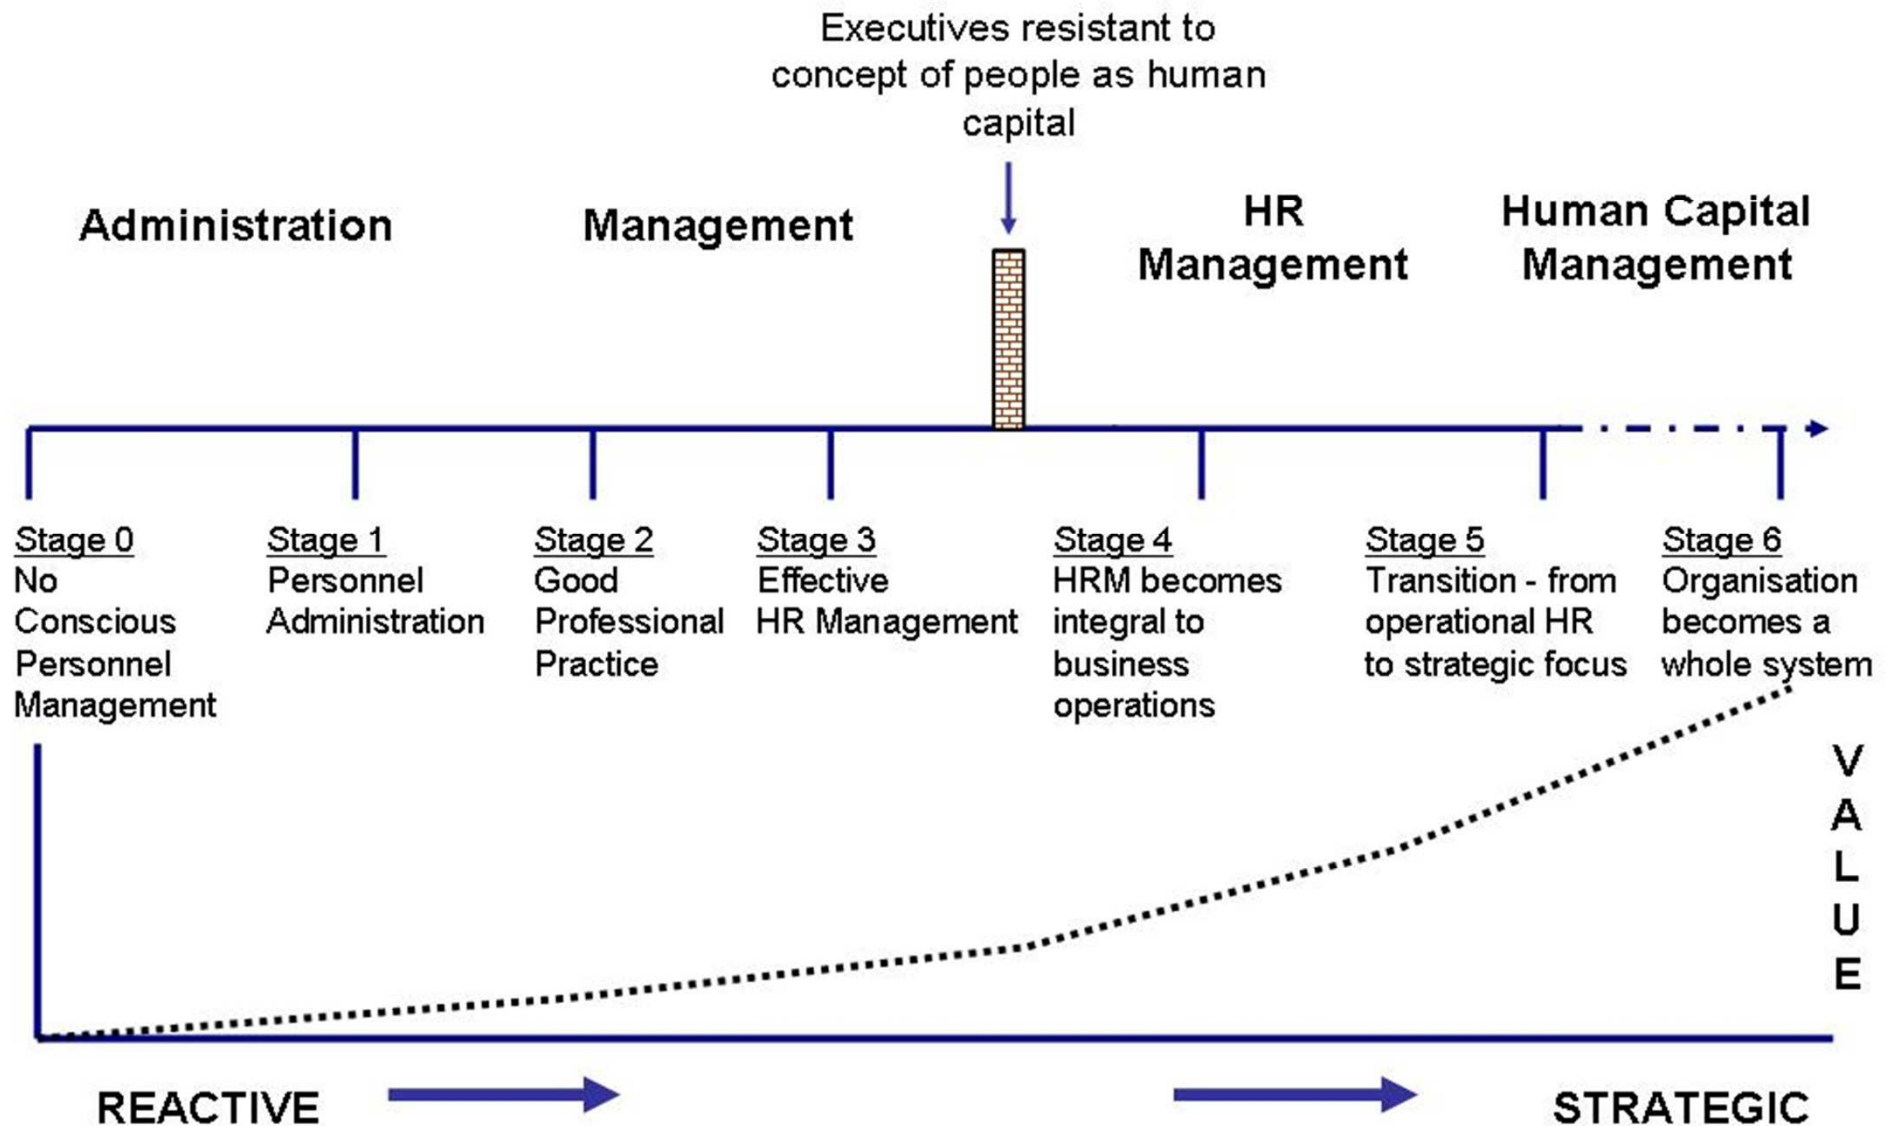 Executives resistant to
concept of people as human
capital
Administration
Management
HR
Management
Human Capital
Management
Stage 0
No
Conscious
Personnel
Management
Stage 1
Personnel
Administration
Stage 2
Good
Professional
Practice
Stage 3
Effective
HR Management
Stage 4
HRM becomes
integral to
business
operations
Stage 5
Transition - from
operational HR
to strategic focus
Stage 6
Organisation
becomes a
whole system
V
A
L
U
E
REACTIVE
STRATEGIC